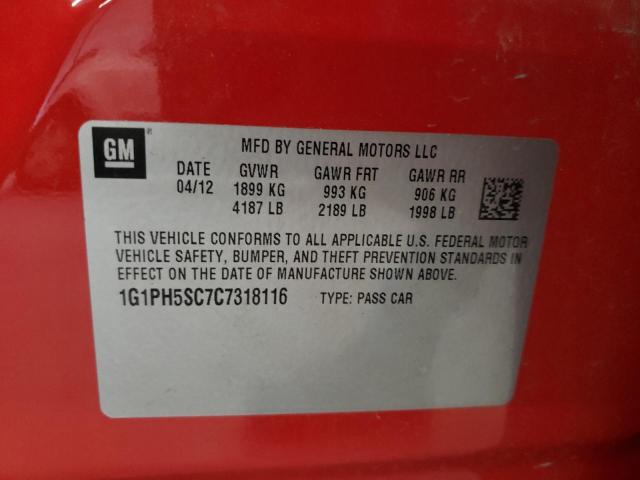 GM
MFD BY GENERAL MOTORS LLC
DATE GVWR GAWR FRT GAWR RR
04/12 1899 KG 993 KG 906 KG
4187 LB 2189 LB 1998 LB
THIS VEHICLE CONFORMS TO ALL APPLICABLE U.S. FEDERAL MOTOR
VEHICLE SAFETY, BUMPER, AND THEFT PREVENTION STANDARDS IN
EFFECT ON THE DATE OF MANUFACTURE SHOWN ABOVE.
1G1PH5SC7C7318116 TYPE: PASS CAR